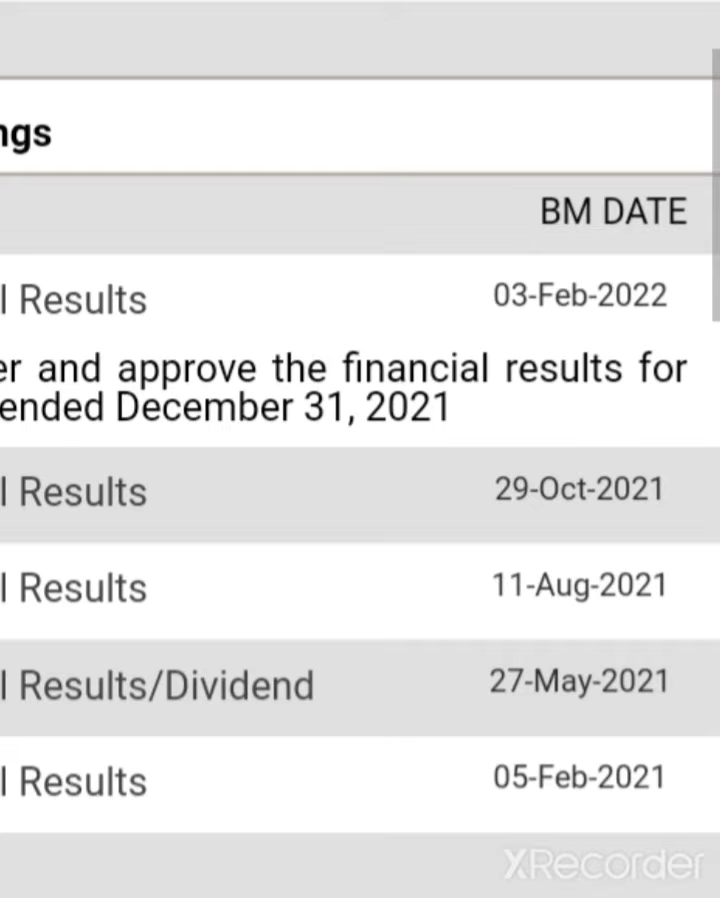 ngs
BM DATE
l Results 03-Feb-2022
er and approve the financial results for
ended December 31, 2021
l Results 29-Oct-2021
l Results 11-Aug-2021
l Results/Dividend 27-May-2021
l Results 05-Feb-2021
XRecorder